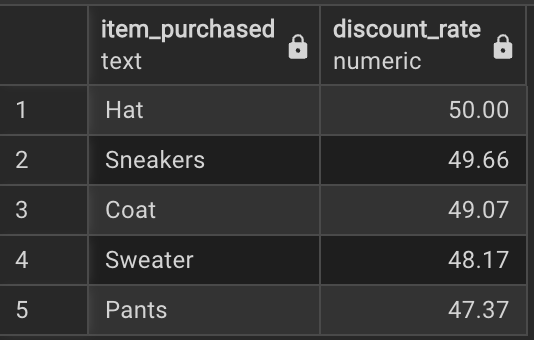 item_purchased discount_rate
text numeric
1 Hat 50.00
2 Sneakers 49.66
3 Coat 49.07
4 Sweater 48.17
5 Pants 47.37